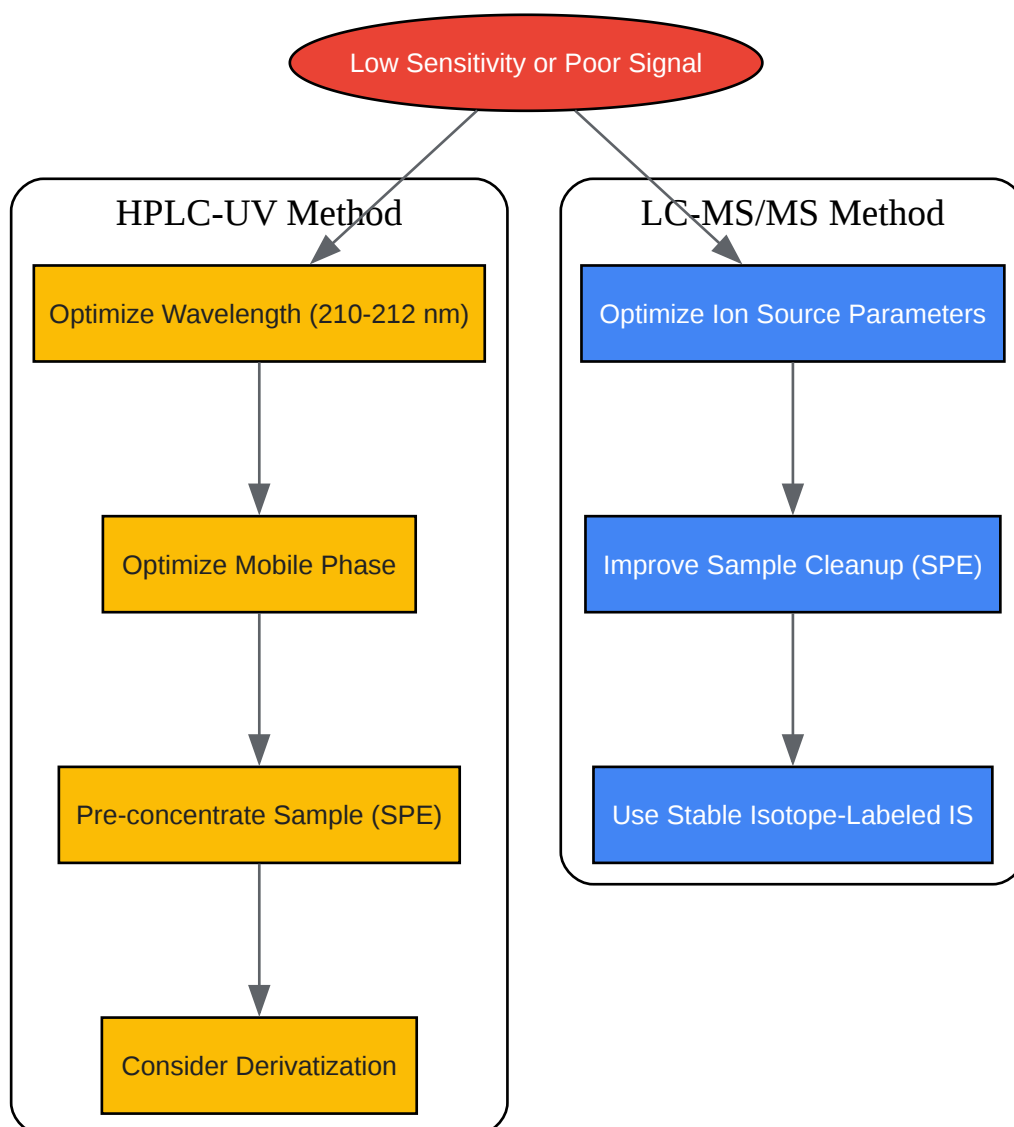 Low Sensitivity or Poor Signal
HPLC-UV Method
Optimize Wavelength (210-212 nm)
Optimize Mobile Phase
Pre-concentrate Sample (SPE)
Consider Derivatization
LC-MS/MS Method
Optimize Ion Source Parameters
Improve Sample Cleanup (SPE)
Use Stable Isotope-Labeled IS